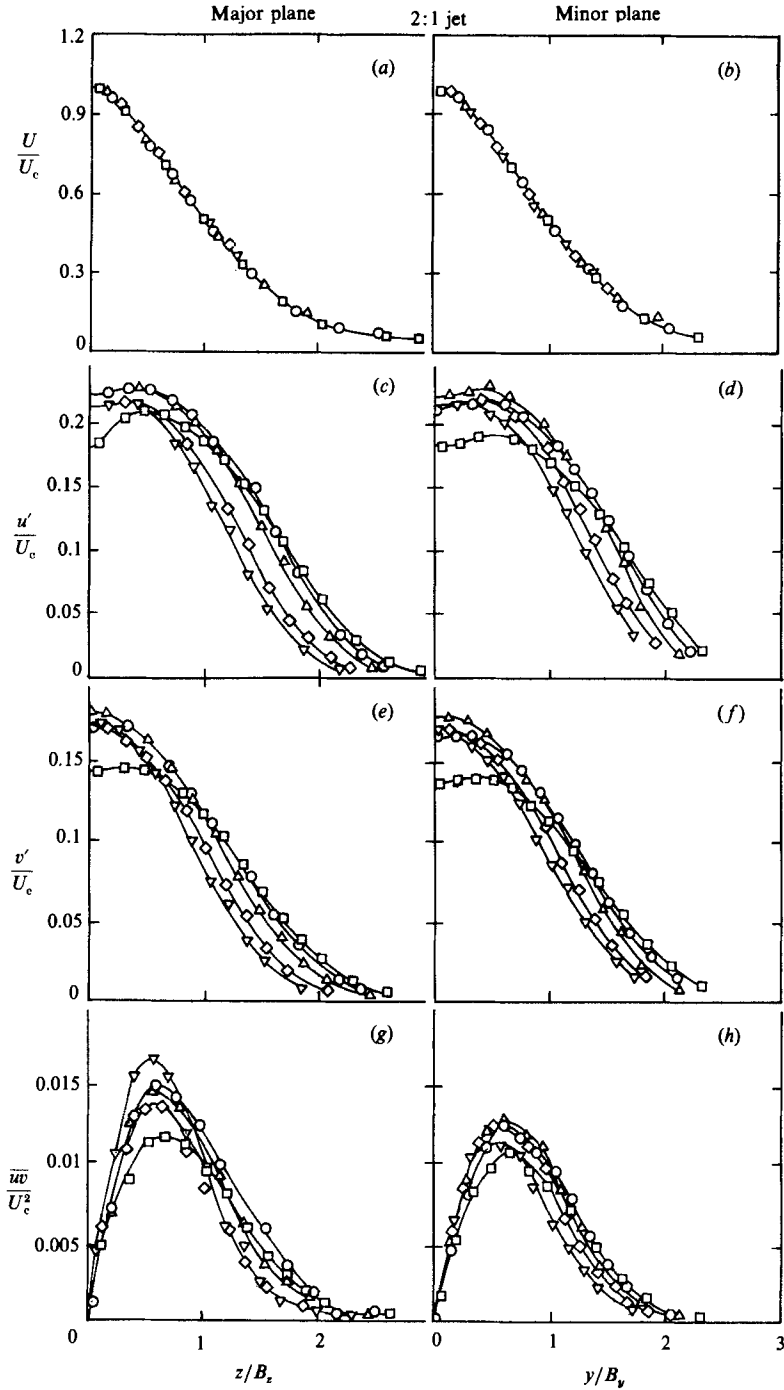 Major plane
2:1 jet
Minor plane
1.2
(a)
(b)
0.9
U
U_c
0.6
0.3
0
(c)
(d)
0.2
0.15
u′
U_c
0.1
0.05
0
(e)
(f)
0.15
0.1
v′
U_c
0.05
0
(g)
(h)
0.015
0.01
uv
U_c^2
0.005
0
0 1 2 0 1 2 3
z/B_z
y/B_y